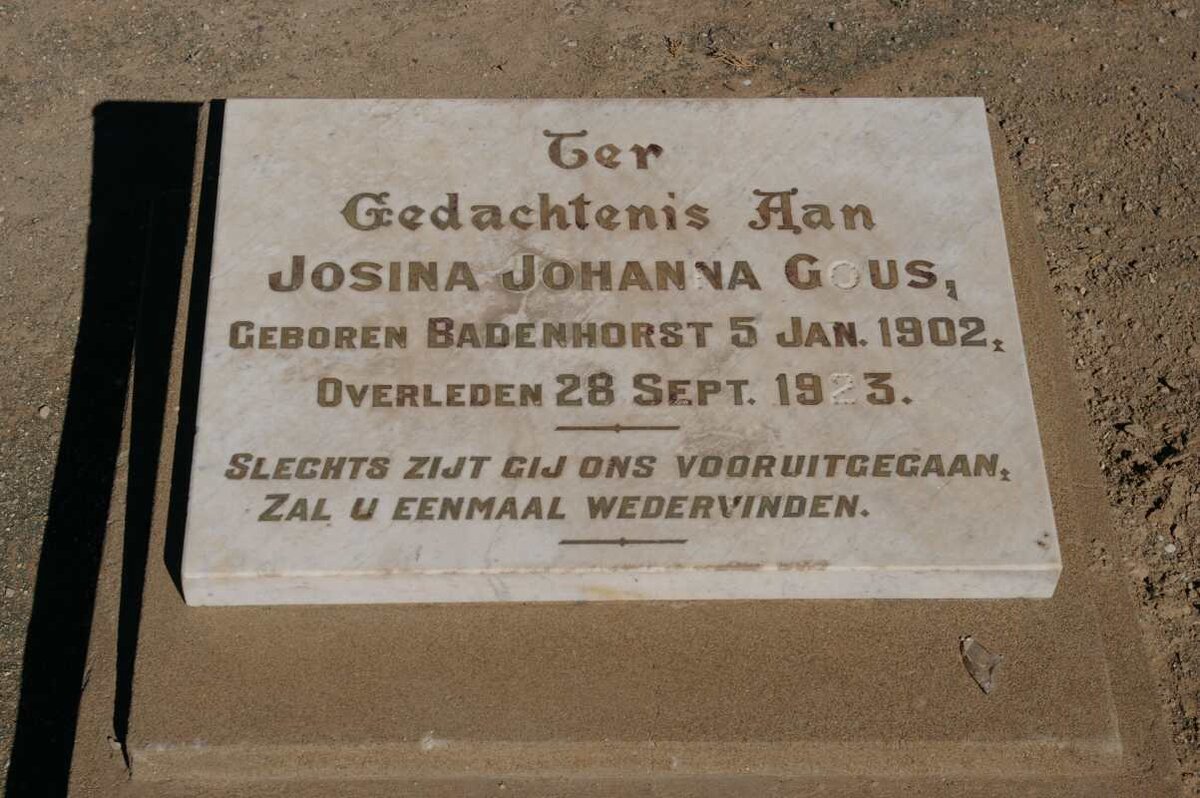 Ter
Gedachtenis Aan
JOSINA JOHANNA GOUS,
GEBOREN BADENHORST 5 JAN. 1902,
OVERLEDEN 28 SEPT. 1923.
SLECHTS ZIJT GIJ ONS VOORUITGEGAAN,
ZAL U EENMAAL WEDERVINDEN.